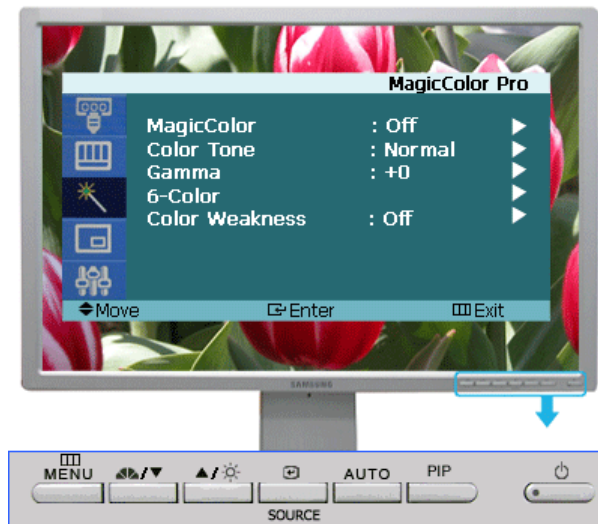 MagicColor Pro
MagicColor : Off
Color Tone : Normal
Gamma : +0
6-Color
Color Weakness : Off
Move Enter Exit
SAMSUNG
MENU / / AUTO PIP
SOURCE